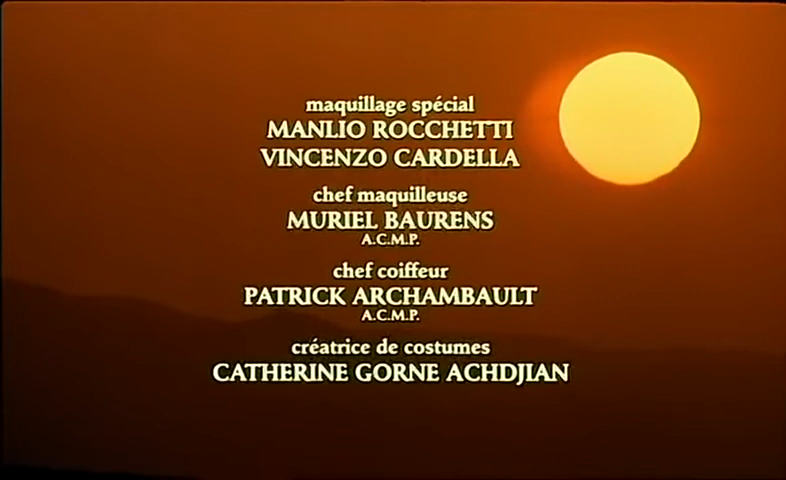 maquillage spécial
MANLIO ROCCHETTI
VINCENZO CARDELLA
chef maquilleuse
MURIEL BAURENS
A.C.M.P.
chef coiffeur
PATRICK ARCHAMBAULT
A.C.M.P.
créatrice de costumes
CATHERINE GORNE ACHDJIAN